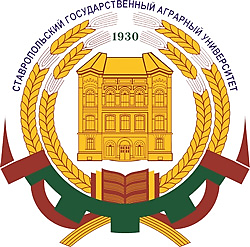 СТАВРОПОЛЬСКИЙ ГОСУДАРСТВЕННЫЙ АГРАРНЫЙ УНИВЕРСИТЕТ
1930